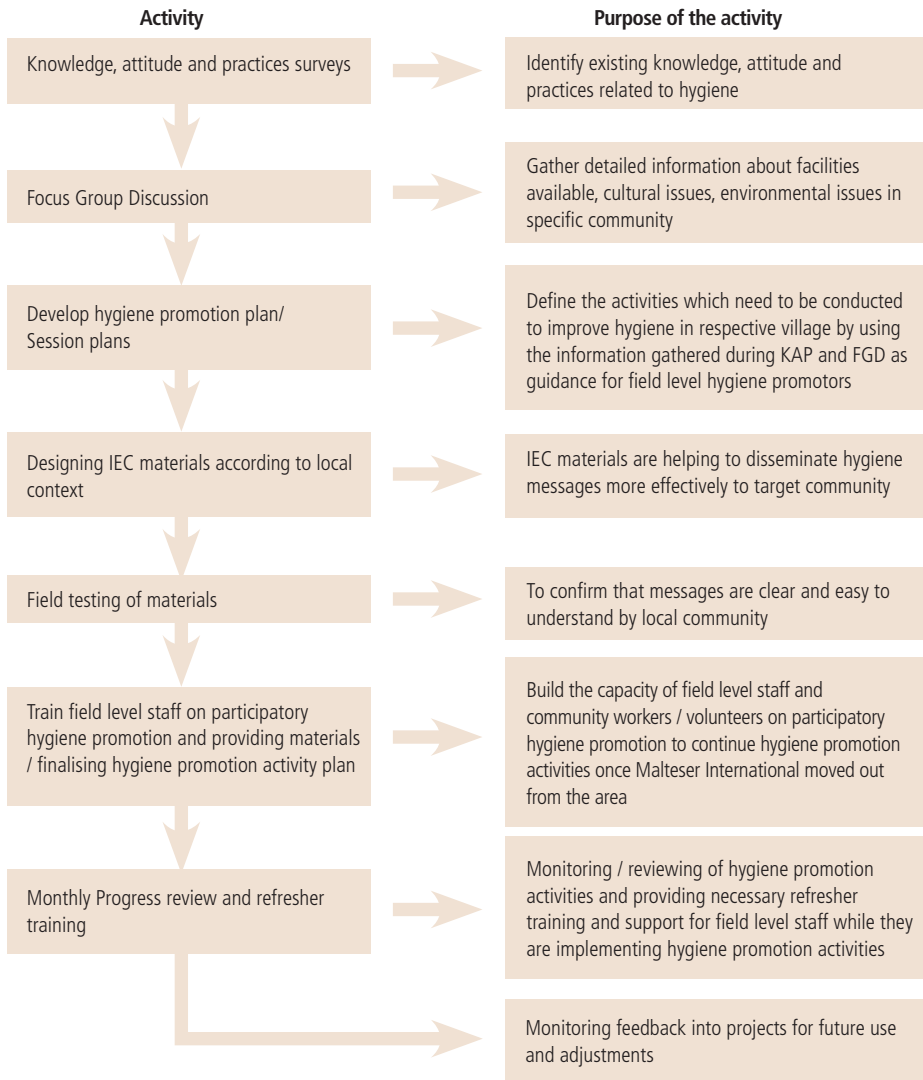 Activity
Purpose of the activity
Knowledge, attitude and practices surveys
Identify existing knowledge, attitude and
practices related to hygiene
Focus Group Discussion
Gather detailed information about facilities
available, cultural issues, environmental issues in
specific community
Develop hygiene promotion plan/
Session plans
Define the activities which need to be conducted
to improve hygiene in respective village by using
the information gathered during KAP and FGD as
guidance for field level hygiene promotors
Designing IEC materials according to local
context
IEC materials are helping to disseminate hygiene
messages more effectively to target community
Field testing of materials
To confirm that messages are clear and easy to
understand by local community
Train field level staff on participatory
hygiene promotion and providing materials
/ finalising hygiene promotion activity plan
Build the capacity of field level staff and
community workers / volunteers on participatory
hygiene promotion to continue hygiene promotion
activities once Malteser International moved out
from the area
Monthly Progress review and refresher
training
Monitoring / reviewing of hygiene promotion
activities and providing necessary refresher
training and support for field level staff while they
are implementing hygiene promotion activities
Monitoring feedback into projects for future use
and adjustments